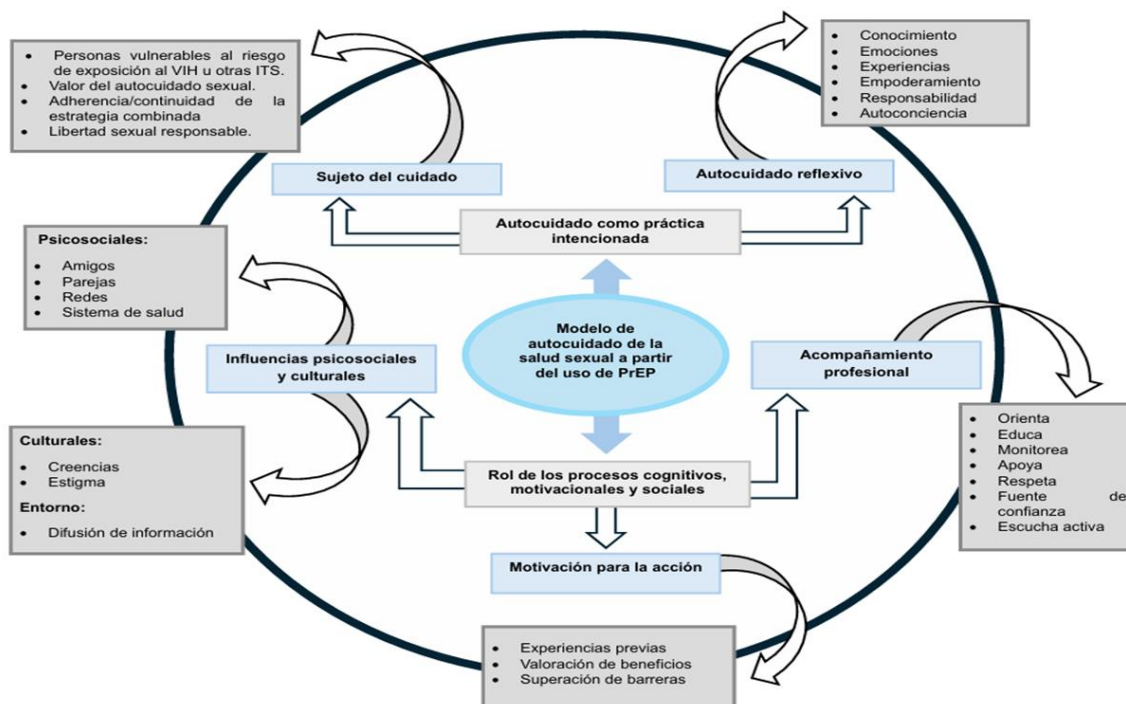 • Personas vulnerables al riesgo
de exposición al VIH u otras ITS.
• Valor del autocuidado sexual.
• Adherencia/continuidad de la
estrategia combinada
• Libertad sexual responsable.
• Conocimiento
• Emociones
• Experiencias
• Empoderamiento
• Responsabilidad
• Autoconciencia
Sujeto del cuidado
Autocuidado reflexivo
Autocuidado como práctica
intencionada
Psicosociales:
• Amigos
• Parejas
• Redes
• Sistema de salud
Influencias psicosociales
y culturales
Modelo de
autocuidado de la
salud sexual a partir
del uso de PrEP
Acompañamiento
profesional
Culturales:
• Creencias
• Estigma
Entorno:
• Difusión de información
Rol de los procesos cognitivos,
motivacionales y sociales
• Orienta
• Educa
• Monitorea
• Apoya
• Respeta
• Fuente de
confianza
• Escucha activa
Motivación para la acción
• Experiencias previas
• Valoración de beneficios
• Superación de barreras